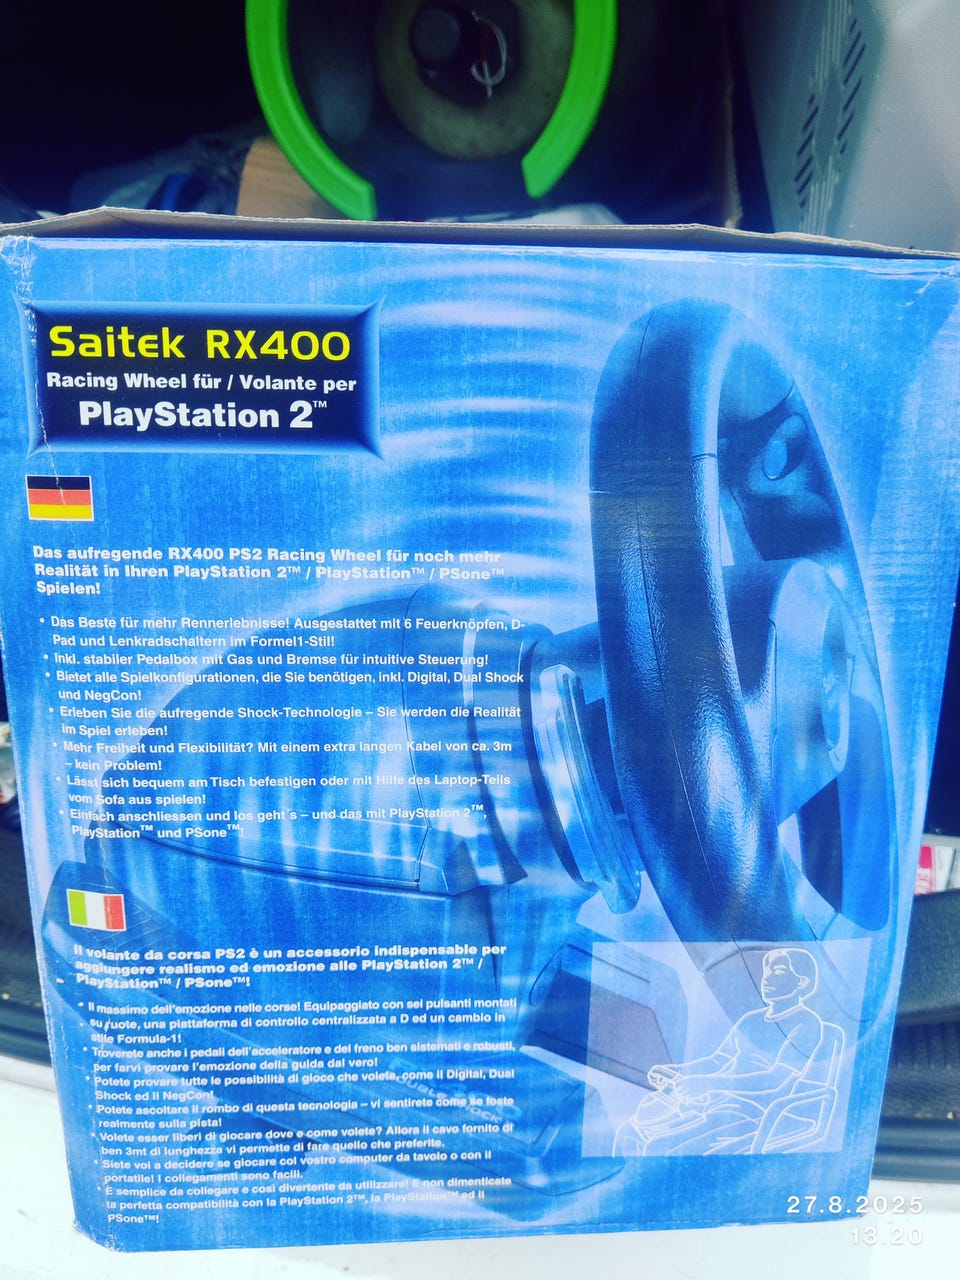 Saitek RX400
Racing Wheel für / Volante per
PlayStation 2™
Das aufregende RX400 PS2 Racing Wheel für noch mehr
Realität in Ihren PlayStation 2™ / PlayStation™ / PSone™
Spielen!
• Das Beste für mehr Rennerlebnisse! Ausgestattet mit 6 Feuerknöpfen, D-
Pad und Lenkradschaltern im Formel1-Stil!
• Inkl. stabiler Pedalbox mit Gas und Bremse für intuitive Steuerung!
• Bietet alle Spielkonfigurationen, die Sie benötigen, inkl. Digital, Dual Shock
und NegCon!
• Erleben Sie die aufregende Shock-Technologie – Sie werden die Realität
im Spiel erleben!
• Mehr Freiheit und Flexibilität? Mit einem extra langen Kabel von ca. 3m
– kein Problem!
• Lässt sich bequem am Tisch befestigen oder mit Hilfe des Laptop-Teils
vom Sofa aus spielen!
• Einfach anschliessen und los geht´s – und das mit PlayStation 2™,
PlayStation™ und PSone™!
Il volante da corsa PS2 è un accessorio indispensabile per
aggiungere realismo ed emozione alle PlayStation 2™ /
PlayStation™ / PSone™!
• Il massimo dell'emozione nelle corse! Equipaggiato con sei pulsanti montati
su ruote, una piattaforma di controllo centralizzata a D ed un cambio in
stile Formula-1!
• Troverete anche i pedali dell'acceleratore e del freno ben sistemati e robusti,
per farvi provare l'emozione della guida dal vero!
• Potete provare tutte le possibilità di gioco che volete, come il Digital, Dual
Shock ed il NegCon!
• Potete ascoltare il rombo di questa tecnologia – vi sentirete come se foste
realmente sulla pista!
• Volete esser liberi di giocare dove e come volete? Allora il cavo fornito di
ben 3mt di lunghezza vi permette di fare quello che preferite.
• Siete voi a decidere se giocare col vostro computer da tavolo o con il
portatile! I collegamenti sono facili.
• È semplice da collegare e così divertente da utilizzare! E non dimenticate
la perfetta compatibilità con la PlayStation 2™, la PlayStation™ ed il
PSone™!
27.8.2025
13.20